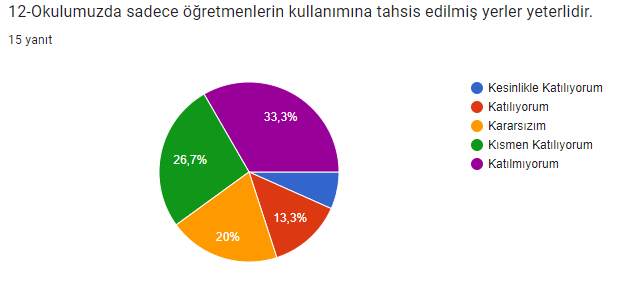 12-Okulumuzda sadece öğretmenlerin kullanımına tahsis edilmiş yerler yeterlidir.
15 yanıt
33,3%
26,7%
20%
13,3%
Kesinlikle Katılıyorum
Katılıyorum
Kararsızım
Kısmen Katılıyorum
Katılmıyorum